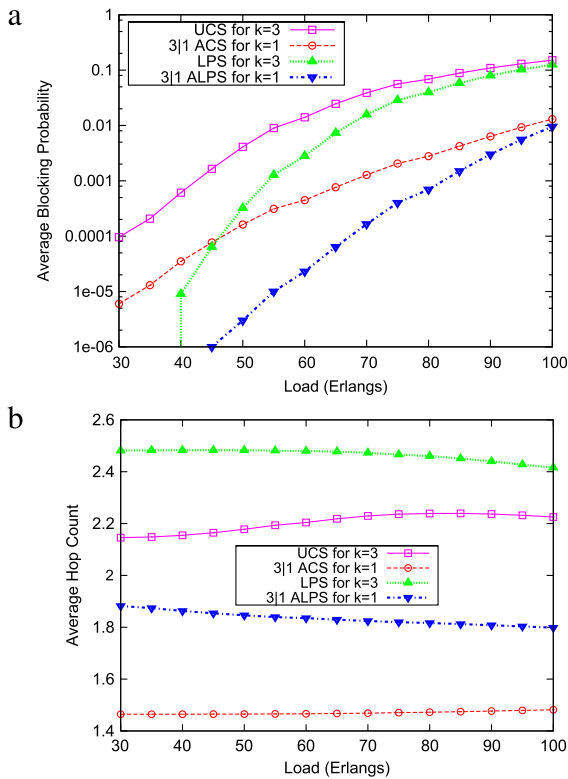 a
1
0.1
0.01
0.001
0.0001
1e-05
1e-06
Average Blocking Probability
UCS for k=3
3|1 ACS for k=1
LPS for k=3
3|1 ALPS for k=1
30 40 50 60 70 80 90 100
Load (Erlangs)
b
2.6
2.4
2.2
2
1.8
1.6
1.4
Average Hop Count
UCS for k=3
3|1 ACS for k=1
LPS for k=3
3|1 ALPS for k=1
30 40 50 60 70 80 90 100
Load (Erlangs)